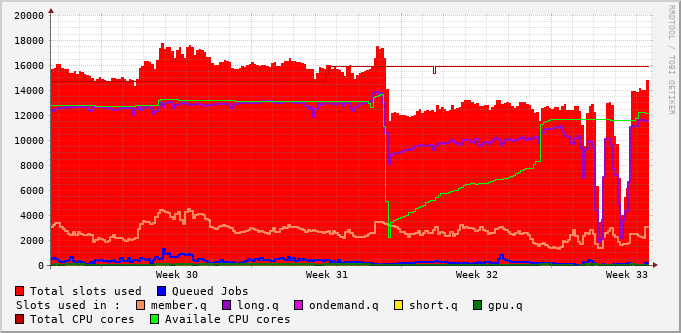 20000
18000
16000
14000
12000
10000
8000
6000
4000
2000
0
Week 30 Week 31 Week 32 Week 33
Total slots used Queued Jobs
Slots used in : member.q long.q ondemand.q short.q gpu.q
Total CPU cores Availale CPU cores
RRDTOOL / TOBI OETIKER